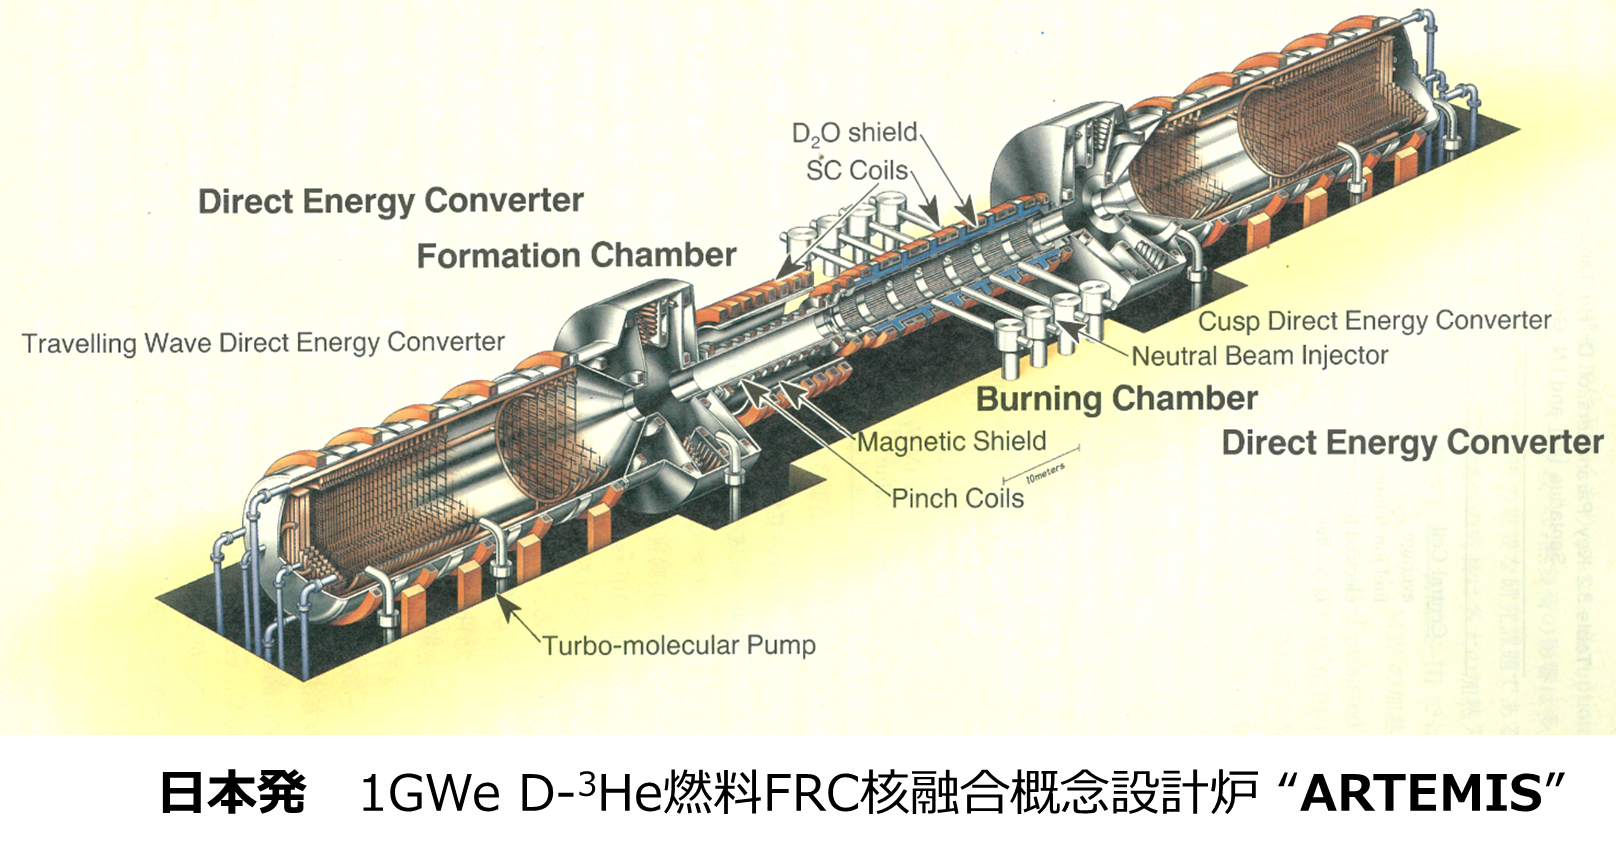 D₂O shield
SC Coils
Direct Energy Converter
Formation Chamber
Travelling Wave Direct Energy Converter
Cusp Direct Energy Converter
Neutral Beam Injector
Burning Chamber
Magnetic Shield
Direct Energy Converter
10meters
Pinch Coils
Turbo-molecular Pump
日本発 1GWe D-³He燃料FRC核融合概念設計炉 “ARTEMIS”